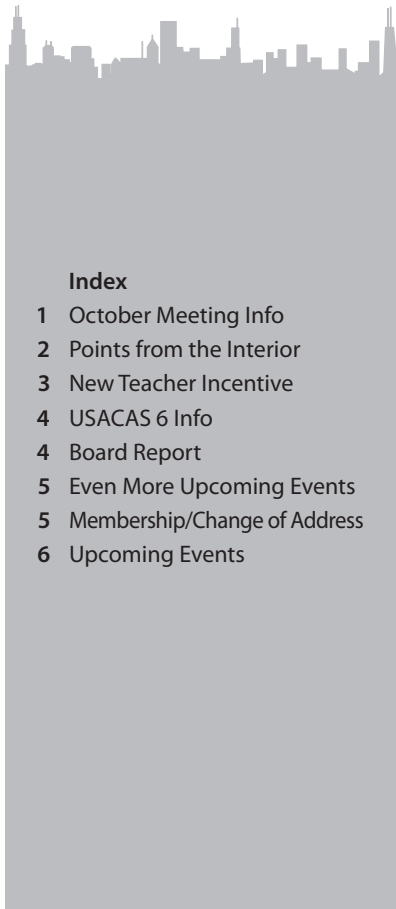 Index
1 October Meeting Info
2 Points from the Interior
3 New Teacher Incentive
4 USACAS 6 Info
4 Board Report
5 Even More Upcoming Events
5 Membership/Change of Address
6 Upcoming Events